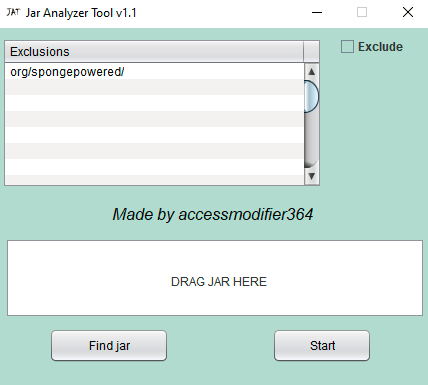 JAT Jar Analyzer Tool v1.1
Exclusions
Exclude
org/spongepowered/
Made by accessmodifier364
DRAG JAR HERE
Find jar
Start